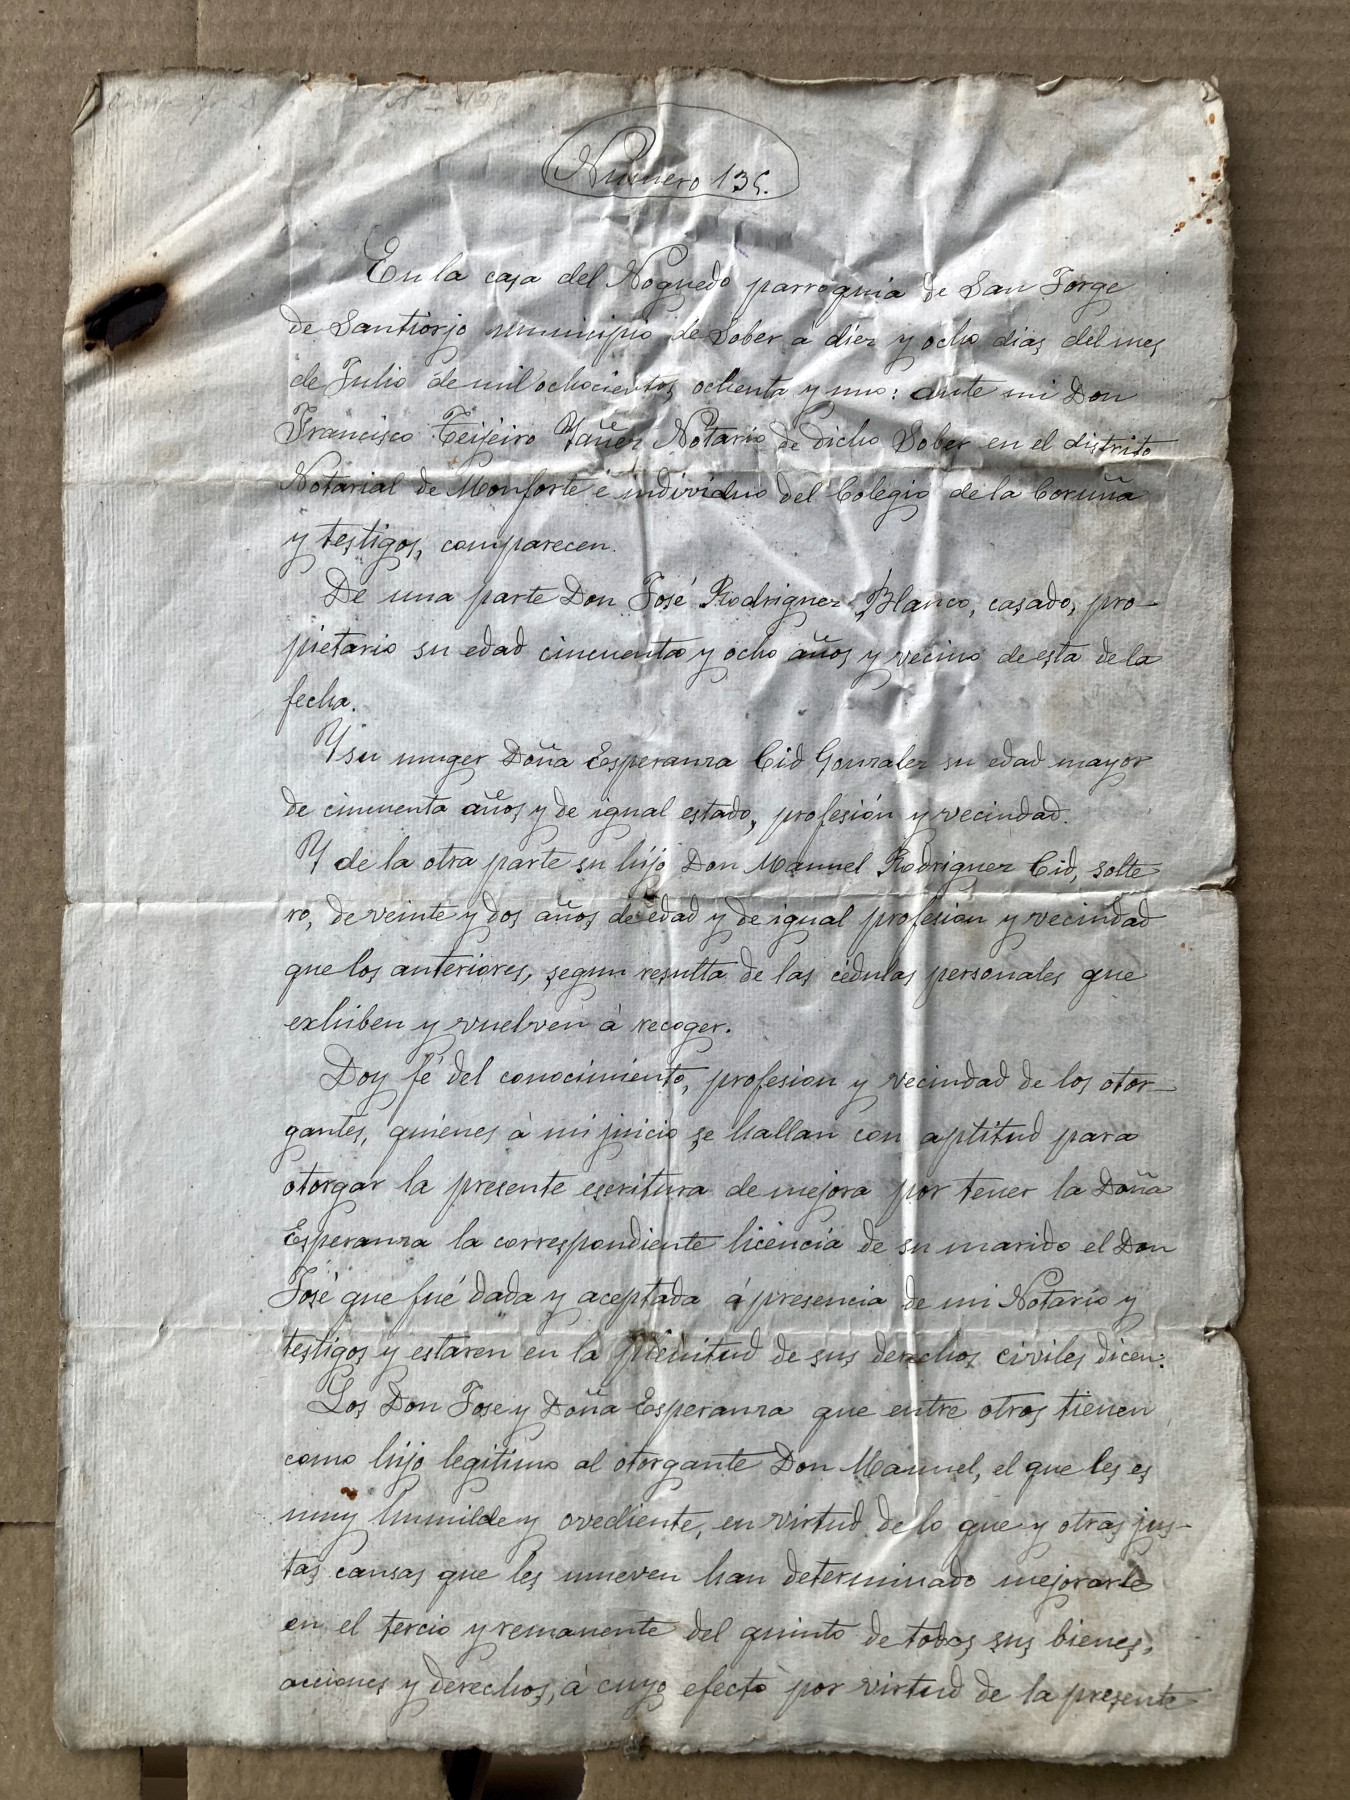 Número 135.
En la casa del Noguedo parroquia de San Jorge
de Santiorjo municipio de Sober á diez y ocho dias del mes
de Julio de mil ochocientos ochenta y uno: ante mi Don
Francisco Teijeiro Yañez Notario de dicho Sober en el distrito
Notarial de Monforte é individuo del Colegio de la Coruña
y testigos, comparecen.
De una parte Don José Rodriguez Blanco, casado, pro-
pietario su edad cincuenta y ocho años y vecino de esta de la
fecha.
Y su muger Doña Esperanza Cid Gonzalez su edad mayor
de cincuenta años y de igual estado, profesión y vecindad.
Y de la otra parte su hijo Don Manuel Rodriguez Cid, solte
ro, de veinte y dos años de edad y de igual profesion y vecindad
que los anteriores, segun resulta de las cédulas personales que
exhiben y vuelven á recoger.
Doy fé del conocimiento, profesion y vecindad de los otor-
gantes, quienes á mi juicio se hallan con aptitud para
otorgar la presente escritura de mejora por tener la Doña
Esperanza la correspondiente licencia de su marido el Don
José que fué dada y aceptada á presencia de mi Notario y
testigos y estaren en la plenitud de sus derechos civiles dicen:
Los Don Jose y Doña Esperanza que entre otros tienen
como hijo legitimo al otorgante Don Manuel, el que les es
muy humilde y ovediente, en virtud de lo que y otras jus-
tas causas que les mueven han determinado mejorarle
en el tercio y remanente del quinto de todos sus bienes,
acciones y derechos, á cuyo efecto por virtud de la presente